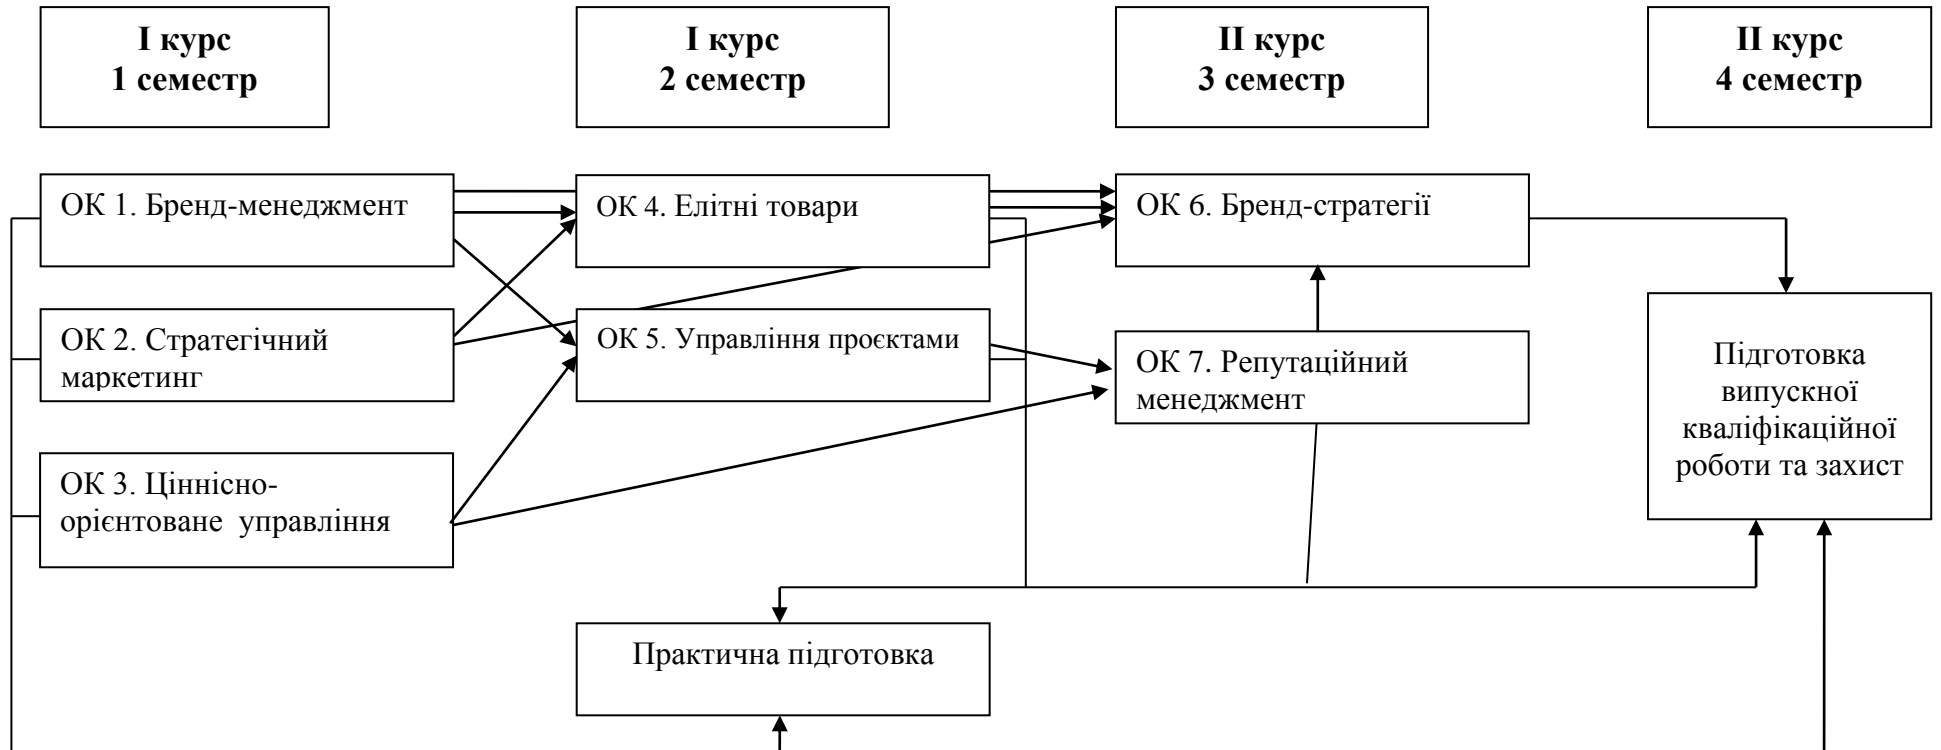 І курс
1 семестр
І курс
2 семестр
ІІ курс
3 семестр
ІІ курс
4 семестр
ОК 1. Бренд-менеджмент
ОК 4. Елітні товари
ОК 6. Бренд-стратегії
ОК 2. Стратегічний
маркетинг
ОК 5. Управління проєктами
ОК 7. Репутаційний
менеджмент
Підготовка
випускної
кваліфікаційної
роботи та захист
ОК 3. Ціннісно-
орієнтоване управління
Практична підготовка